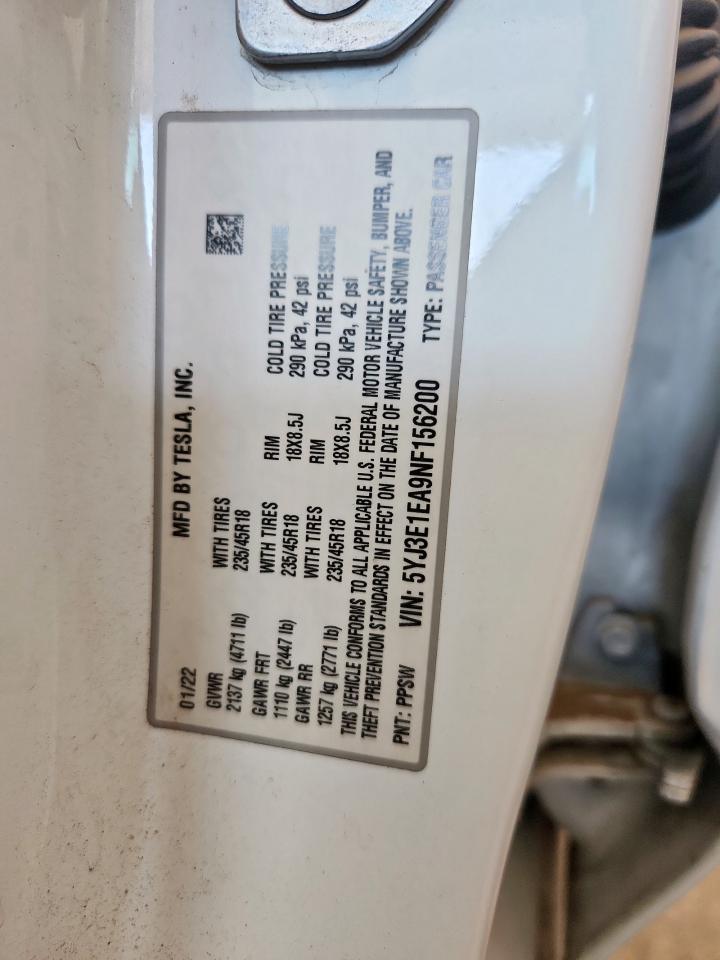 MFD BY TESLA, INC.
01/22
GVWR WITH TIRES
2137 kg (4711 lb) 235/45R18
GAWR FRT WITH TIRES RIM COLD TIRE PRESSURE
1110 kg (2447 lb) 235/45R18 18X8.5J 290 kPa, 42 psi
GAWR RR WITH TIRES RIM COLD TIRE PRESSURE
1257 kg (2771 lb) 235/45R18 18X8.5J 290 kPa, 42 psi
THIS VEHICLE CONFORMS TO ALL APPLICABLE U.S. FEDERAL MOTOR VEHICLE SAFETY, BUMPER, AND
THEFT PREVENTION STANDARDS IN EFFECT ON THE DATE OF MANUFACTURE SHOWN ABOVE.
PNT: PPSW VIN: 5YJ3E1EA9NF156200 TYPE: PASSENGER CAR